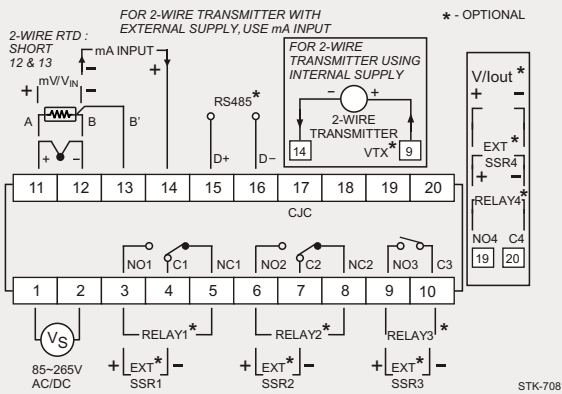 FOR 2-WIRE TRANSMITTER WITH
EXTERNAL SUPPLY, USE mA INPUT
* - OPTIONAL
2-WIRE RTD :
SHORT
12 & 13
mA INPUT
-
+
mV/VIN
+ -
A B B'
+ -
RS485*
D+ D-
FOR 2-WIRE
TRANSMITTER USING
INTERNAL SUPPLY
- +
2-WIRE
TRANSMITTER
14 VTX* 9
V/Iout *
+ -
EXT *
SSR4
+ -
RELAY4*
NO4 C4
19 20
11 12 13 14 15 16 17 18 19 20
CJC
NO1 C1 NC1 NO2 C2 NC2 NO3 C3
1 2 3 4 5 6 7 8 9 10
VS
85~265V
AC/DC
RELAY1* RELAY2* RELAY3*
+ EXT* - + EXT* - + EXT* -
SSR1 SSR2 SSR3
STK-708